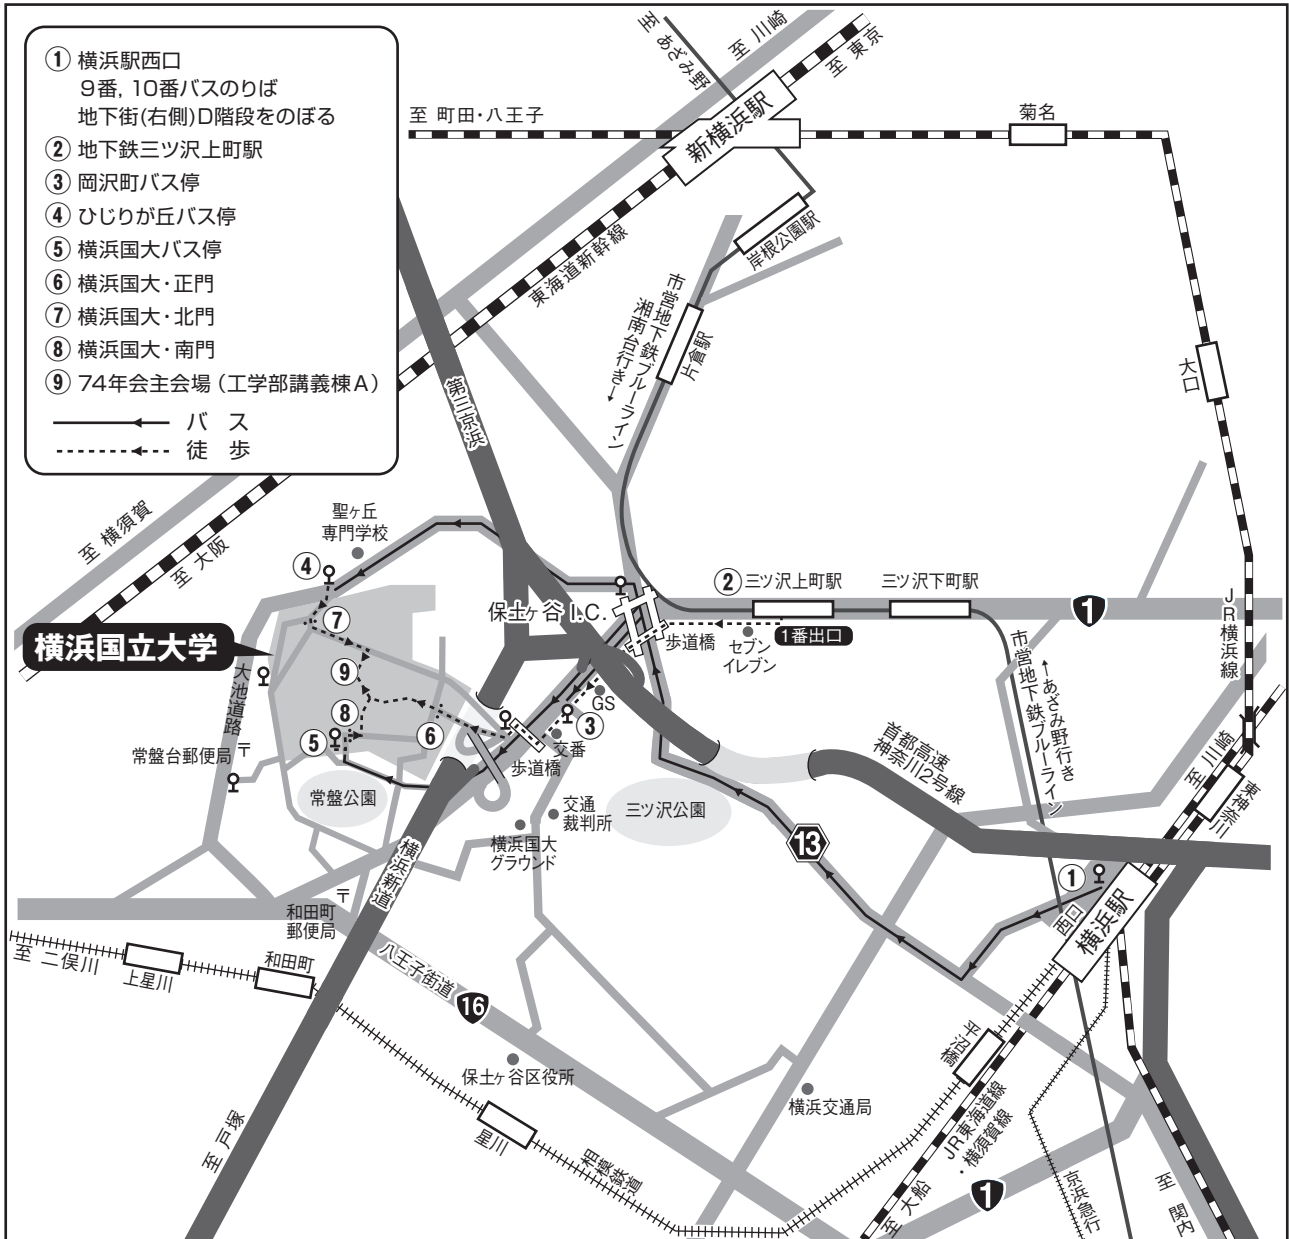 ① 横浜駅西口
9番, 10番バスのりば
地下街(右側)D階段をのぼる
② 地下鉄三ツ沢上町駅
③ 岡沢町バス停
④ ひじりが丘バス停
⑤ 横浜国大バス停
⑥ 横浜国大・正門
⑦ 横浜国大・北門
⑧ 横浜国大・南門
⑨ 74年会主会場 (工学部講義棟A)
バス
徒歩
至 あざみ野
至 川崎
至 東京
至 町田・八王子
新横浜駅
菊名
岸根公園駅
東海道新幹線
市営地下鉄ブルーライン
湘南台行き→
片倉駅
大口
第三京浜
至 横須賀
至 大阪
聖ヶ丘
専門学校
④
⑦
保土ヶ谷 I.C.
② 三ツ沢上町駅
三ツ沢下町駅
1
JR横浜線
横浜国立大学
歩道橋
セブン
イレブン
1番出口
大池道路
⑨
⑧
⑤
⑥
GS
③
交番
歩道橋
常盤台郵便局
〒
常盤公園
交通
裁判所
横浜国大
グラウンド
三ツ沢公園
首都高速
神奈川2号線
←あざみ野行き
市営地下鉄ブルーライン
至 三崎
東神奈川
13
①
西口
横浜駅
横浜新道
〒
和田町
郵便局
至 二俣川
上星川
和田町
八王子街道
16
保土ヶ谷区役所
星川
相模鉄道
至 戸塚
横浜交通局
平沼橋
JR東海道線
・横須賀線
至 大船
1
京浜急行
至 関内